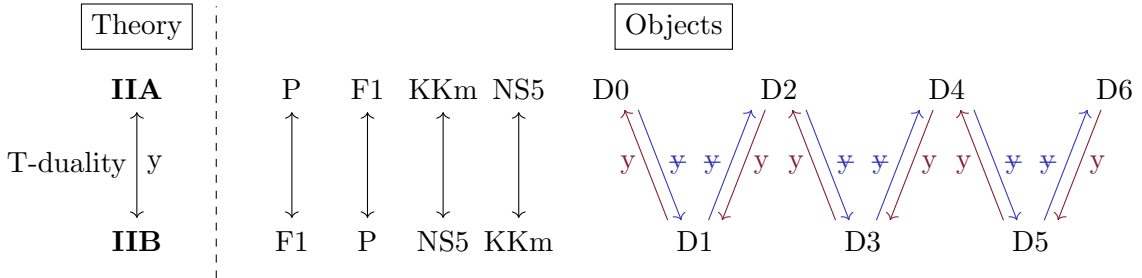 Theory Objects
IIA P F1 KKm NS5 D0 D2 D4 D6
T-duality y y y y y y y y y y y y y
IIB F1 P NS5 KKm D1 D3 D5